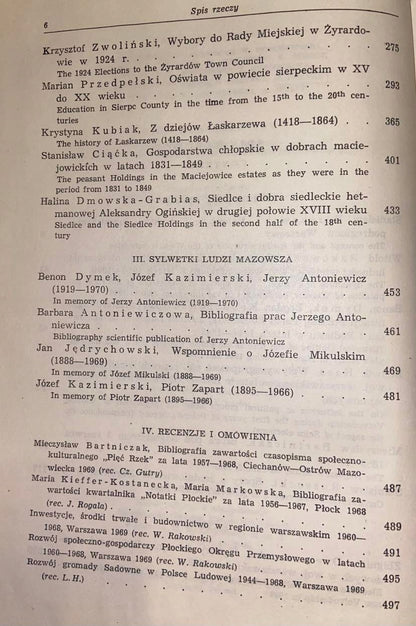 Spis rzeczy
6
Krzysztof Zwoliński, Wybory do Rady Miejskiej w Żyrardo-
wie w 1924 r. . . . . . . . . . 275
The 1924 Elections to the Żyrardów Town Council
Marian Przedpełski, Oświata w powiecie sierpeckim w XV
do XX wieku . . . . . . . . . . 293
Education in Sierpc County in the time from the 15th to the 20th cen-
turies
Krystyna Kubiak, Z dziejów Łaskarzewa (1418—1864) . . 365
The history of Łaskarzew (1418—1864)
Stanisław Ciąćka, Gospodarstwa chłopskie w dobrach macie-
jowickich w latach 1831—1849 . . . . . . 401
The peasant Holdings in the Maciejowice estates as they were in the
period from 1831 to 1849
Halina Dmowska-Grabias, Siedlce i dobra siedleckie het-
manowej Aleksandry Ogińskiej w drugiej połowie XVIII wieku 433
Siedlce and the Siedlce Holdings in the second half of the 18th cen-
tury
III. SYLWETKI LUDZI MAZOWSZA
Benon Dymek, Józef Kazimierski, Jerzy Antoniewicz
(1919—1970) . . . . . . . . . . 453
In memory of Jerzy Antoniewicz (1919—1970)
Barbara Antoniewiczowa, Bibliografia prac Jerzego Anto-
niewicza . . . . . . . . . . 461
Bibliography scientific publication of Jerzy Antoniewicz
Jan Jędrychowski, Wspomnienie o Józefie Mikulskim
(1888—1969) . . . . . . . . . . 469
In memory of Józef Mikulski (1888—1969)
Józef Kazimierski, Piotr Zapart (1895—1966) . . . 481
In memory of Piotr Zapart (1895—1966)
IV. RECENZJE I OMÓWIENIA
Mieczysław Bartniczak, Bibliografia zawartości czasopisma społeczno-
kulturalnego „Pięć Rzek” za lata 1957—1968, Ciechanów—Ostrów Mazo-
wiecka 1969 (rec. Cz. Gutry) . . . . . . . 487
Maria Kieffer-Kostanecka, Maria Markowska, Bibliografia za-
wartości kwartalnika „Notatki Płockie” za lata 1956—1967, Płock 1968
(rec. J. Rogala) . . . . . . . . . 489
Inwestycje, środki trwałe i budownictwo w regionie warszawskim 1960—
1968, Warszawa 1969 (rec. W. Rakowski) . . . . . 491
Rozwój społeczno-gospodarczy Płockiego Okręgu Przemysłowego w latach
1960—1968, Warszawa 1969 (rec. W. Rakowski) . . . . 495
Rozwój gromady Sadowne w Polsce Ludowej 1944—1968, Warszawa 1969
(rec. L. H.) . . . . . . . . . . 497